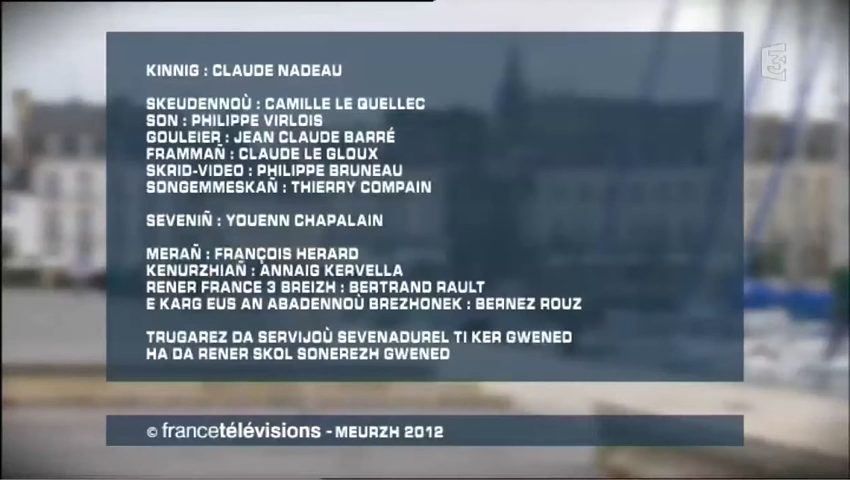 KINNIG : CLAUDE NADEAU
SKEUDENNOÙ : CAMILLE LE QUELLEC
SON : PHILIPPE VIRLOIS
GOULEIER : JEAN CLAUDE BARRÉ
FRAMMAÑ : CLAUDE LE GLOUX
SKRID-VIDEO : PHILIPPE BRUNEAU
SONGEMMESKAÑ : THIERRY COMPAIN
SEVENIÑ : YOUENN CHAPALAIN
MERAÑ : FRANÇOIS HERARD
KENURZHIAÑ : ANNAIG KERVELLA
RENER FRANCE 3 BREIZH : BERTRAND RAULT
E KARG EUS AN ABADENNOÙ BREZHONEK : BERNEZ ROUZ
TRUGAREZ DA SERVIJOÙ SEVENADUREL TI KER GWENED
HA DA RENER SKOL SONEREZH GWENED
© francetélévisions - MEURZH 2012
3